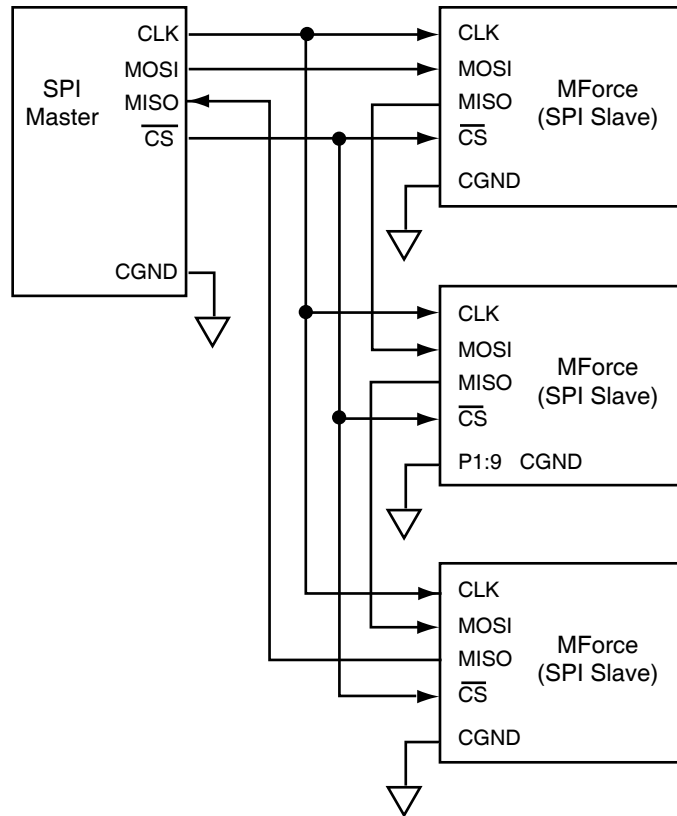 SPI
Master
CLK
MOSI
MISO
CS
CGND
CLK
MOSI
MISO
CS
CGND
MForce
(SPI Slave)
CLK
MOSI
MISO
CS
P1:9 CGND
MForce
(SPI Slave)
CLK
MOSI
MISO
CS
CGND
MForce
(SPI Slave)